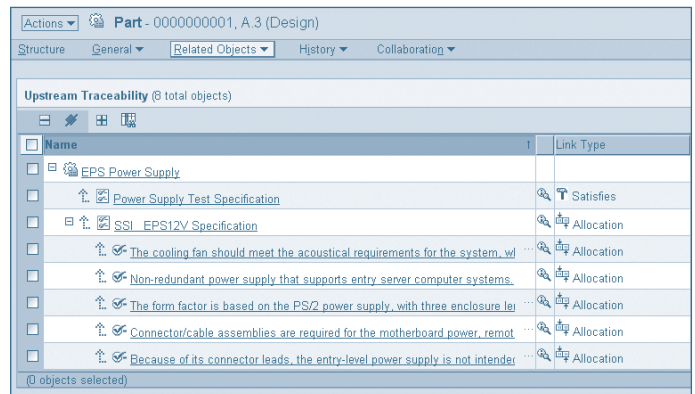 Actions Part - 0000000001, A.3 (Design)
Structure General Related Objects History Collaboration
Upstream Traceability (8 total objects)
Name Link Type
EPS Power Supply
Power Supply Test Specification Satisfies
SSI_EPS12V Specification Allocation
The cooling fan should meet the acoustical requirements for the system, wl ... Allocation
Non-redundant power supply that supports entry server computer systems. Allocation
The form factor is based on the PS/2 power supply, with three enclosure ler ... Allocation
Connector/cable assemblies are required for the motherboard power, remot ... Allocation
Because of its connector leads, the entry-level power supply is not intended ... Allocation
(0 objects selected)